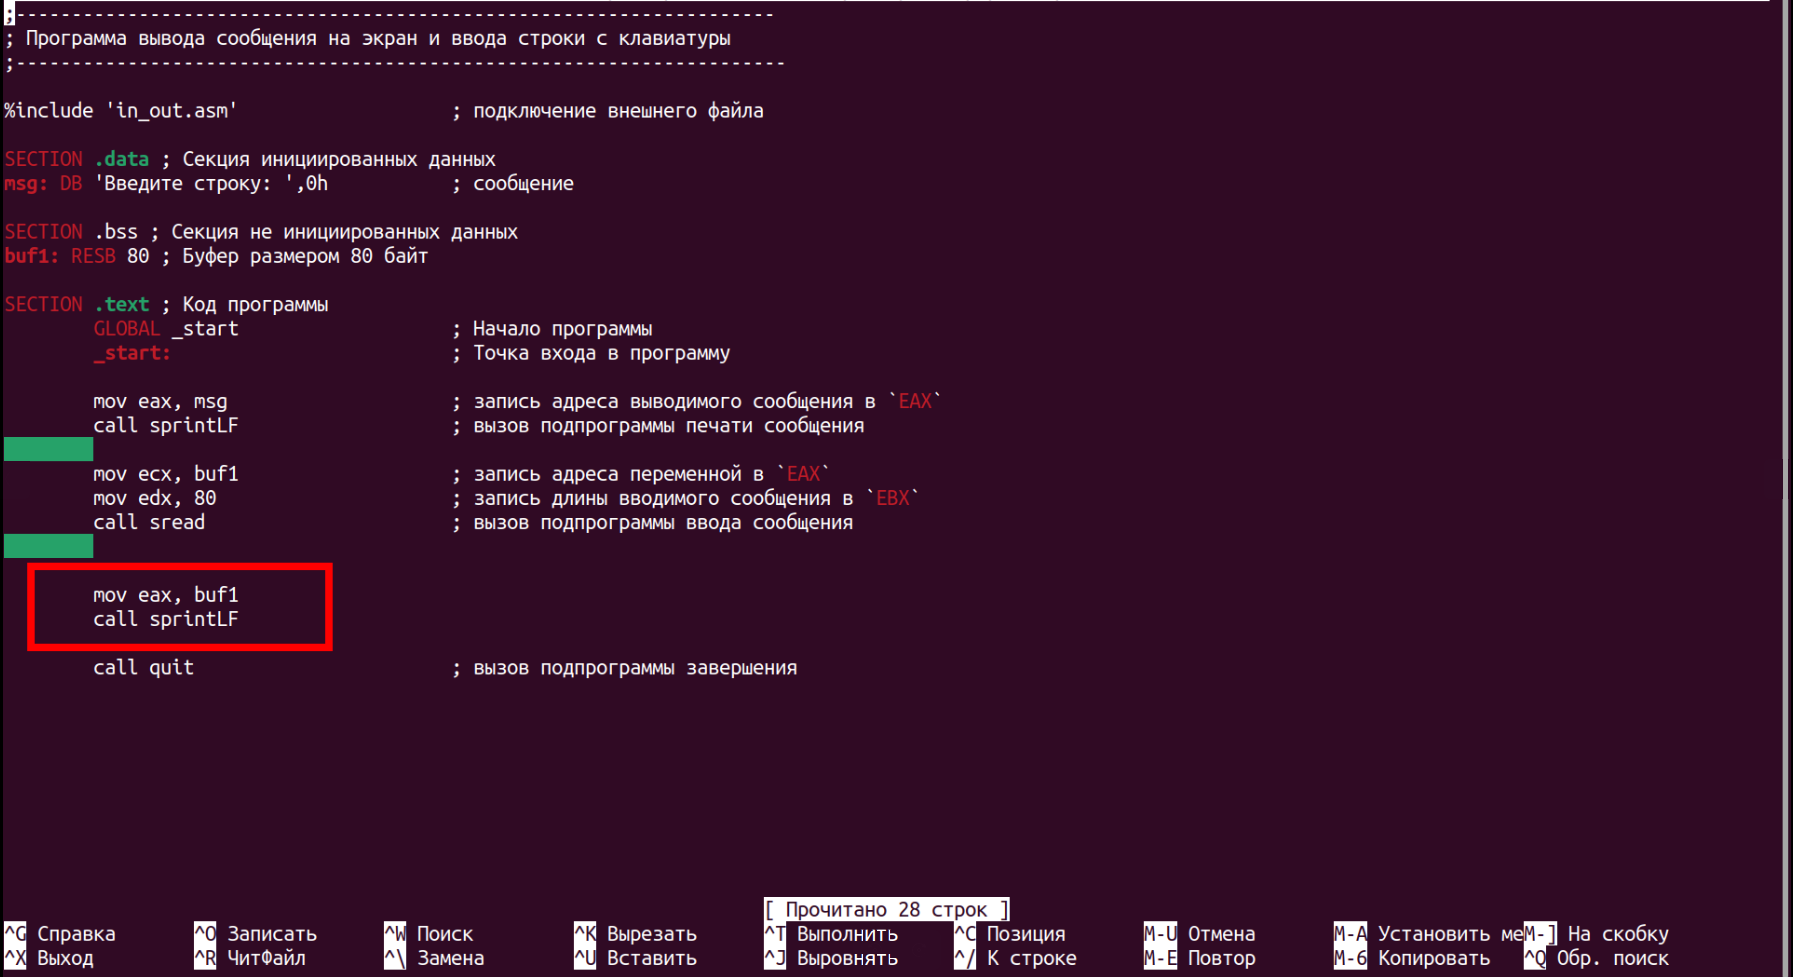 ;--------------------------------------------------------------------
; Программа вывода сообщения на экран и ввода строки с клавиатуры
;---------------------------------------------------------------------
%include 'in_out.asm' ; подключение внешнего файла
SECTION .data ; Секция инициированных данных
msg: DB 'Введите строку: ',0h ; сообщение
SECTION .bss ; Секция не инициированных данных
buf1: RESB 80 ; Буфер размером 80 байт
SECTION .text ; Код программы
GLOBAL _start ; Начало программы
_start: ; Точка входа в программу
mov eax, msg ; запись адреса выводимого сообщения в `EAX`
call sprintLF ; вызов подпрограммы печати сообщения
mov ecx, buf1 ; запись адреса переменной в `EAX`
mov edx, 80 ; запись длины вводимого сообщения в `EBX`
call sread ; вызов подпрограммы ввода сообщения
mov eax, buf1
call sprintLF
call quit ; вызов подпрограммы завершения
[ Прочитано 28 строк ]
^G Справка ^O Записать ^W Поиск ^K Вырезать ^T Выполнить ^C Позиция M-U Отмена M-A Установить ме M-] На скобку
^X Выход ^R ЧитФайл ^\ Замена ^U Вставить ^J Выровнять ^/ К строке M-E Повтор M-6 Копировать ^Q Обр. поиск